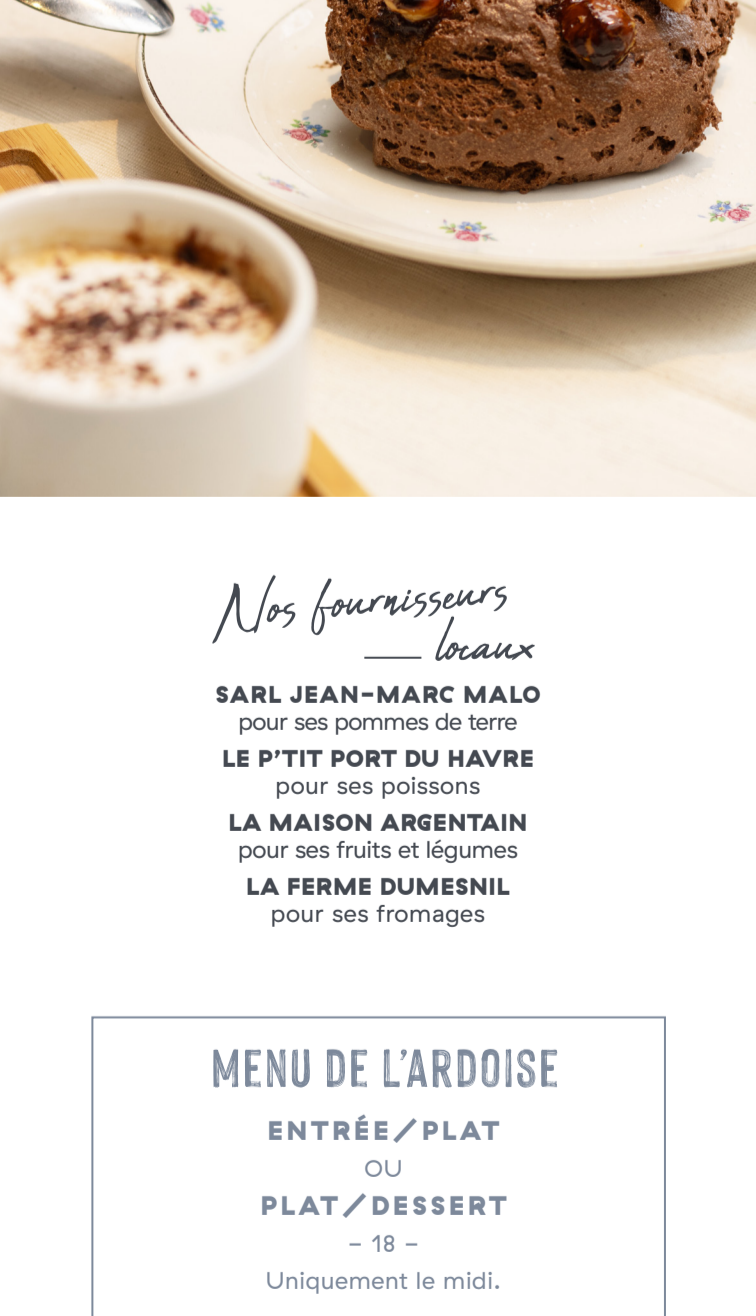 Nos fournisseurs
locaux
SARL JEAN-MARC MALO
pour ses pommes de terre
LE P'TIT PORT DU HAVRE
pour ses poissons
LA MAISON ARGENTAIN
pour ses fruits et légumes
LA FERME DUMESNIL
pour ses fromages
MENU DE L'ARDOISE
ENTRÉE/PLAT
OU
PLAT/DESSERT
- 18 -
Uniquement le midi.